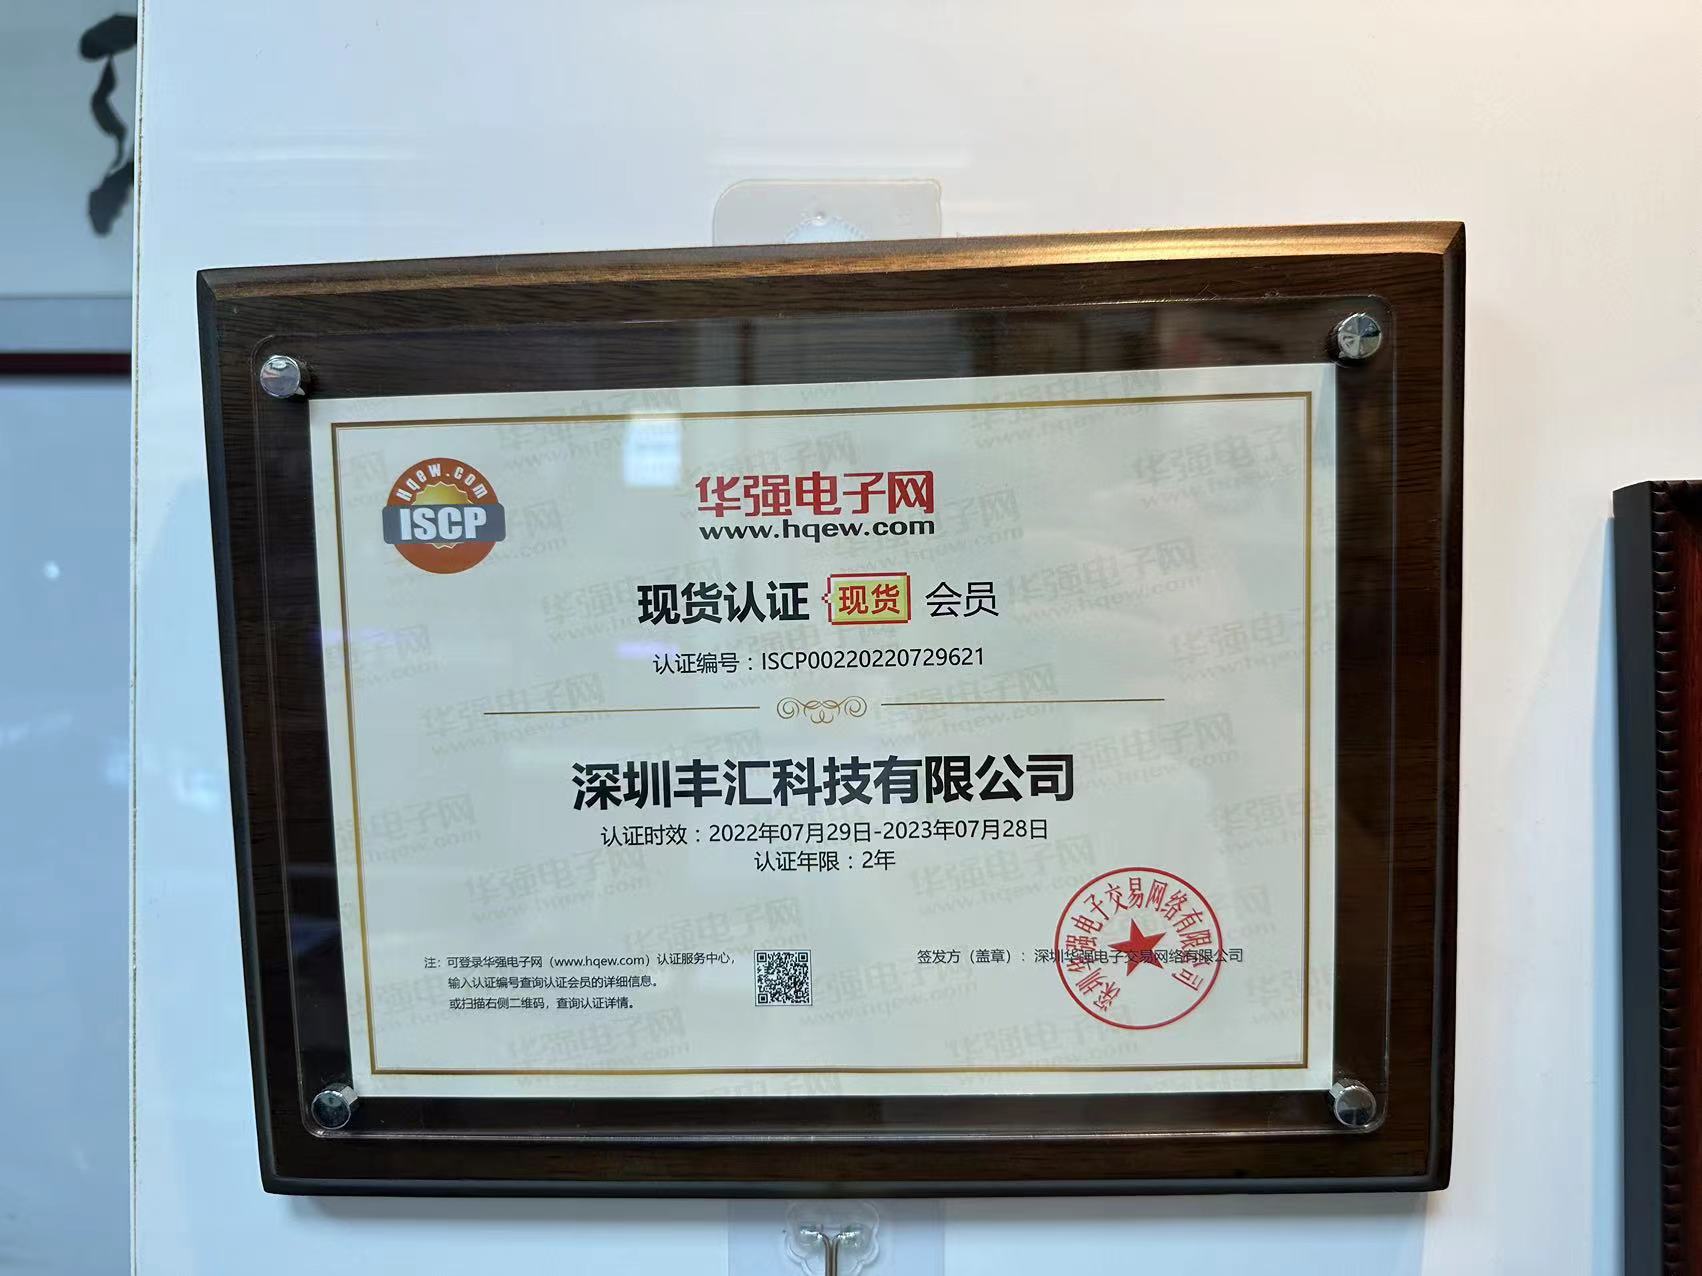 Hqew.com
ISCP
华强电子网
www.hqew.com
现货认证 现货 会员
认证编号：ISCP00220220729621
深圳丰汇科技有限公司
认证时效：2022年07月29日-2023年07月28日
认证年限：2年
注：可登录华强电子网（www.hqew.com）认证服务中心，
输入认证编号查询认证会员的详细信息。
或扫描右侧二维码，查询认证详情。
签发方（盖章）：深圳华强电子交易网络有限公司
深圳华强电子交易网络有限公司